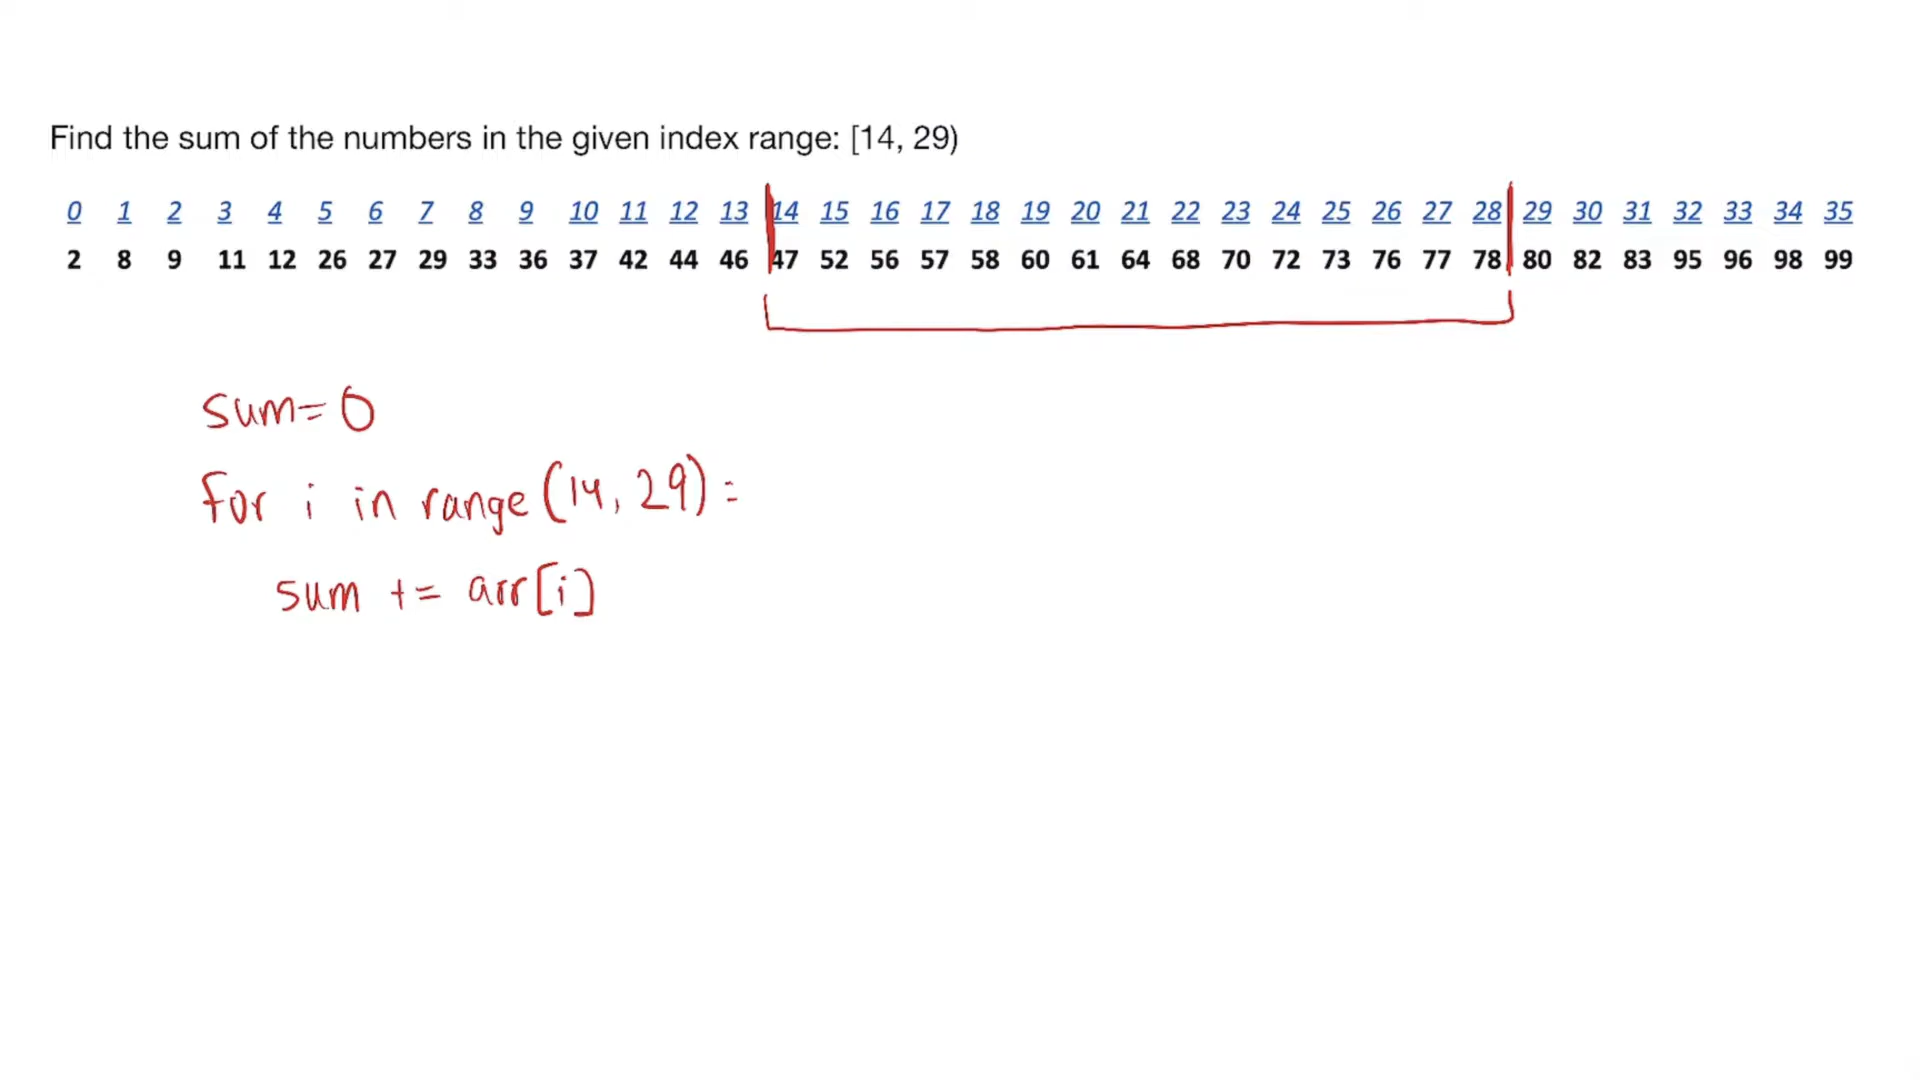 Find the sum of the numbers in the given index range: [14, 29)
0 1 2 3 4 5 6 7 8 9 10 11 12 13 14 15 16 17 18 19 20 21 22 23 24 25 26 27 28 29 30 31 32 33 34 35
2 8 9 11 12 26 27 29 33 36 37 42 44 46 47 52 56 57 58 60 61 64 68 70 72 73 76 77 78 80 82 83 95 96 98 99
sum=0
for i in range(14, 29):
sum += arr[i]